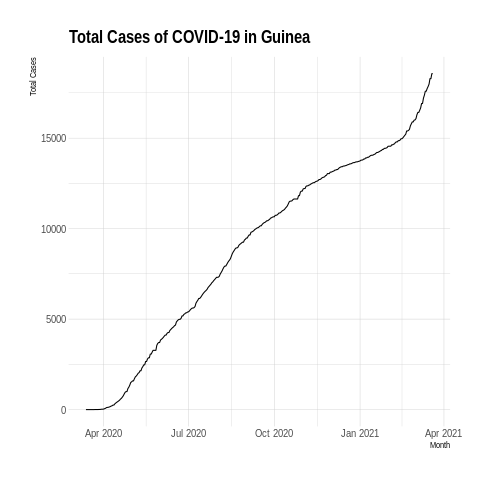 Total Cases of COVID-19 in Guinea
Total Cases
15000
10000
5000
0
Apr 2020 Jul 2020 Oct 2020 Jan 2021 Apr 2021
Month